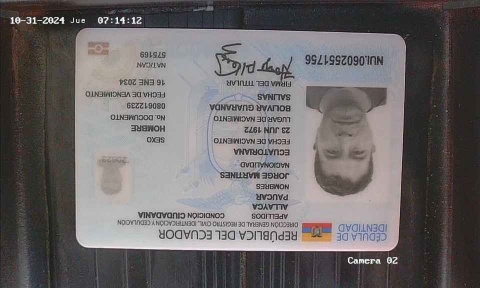 10-31-2024 Jue 07:14:12
CÉDULA DE
IDENTIDAD
REPÚBLICA DEL ECUADOR
DIRECCIÓN GENERAL DE REGISTRO CIVIL, IDENTIFICACIÓN Y CEDULACIÓN
APELLIDOS
CONDICIÓN CIUDADANIA
ALLAYCA
PAUCAR
NOMBRES
JORGE MARTINES
NACIONALIDAD
ECUATORIANA
FECHA DE NACIMIENTO
23 JUN 1972
LUGAR DE NACIMIENTO
BOLIVAR GUARANDA
SALINAS
FIRMA DEL TITULAR
SEXO
HOMBRE
No. DOCUMENTO
080612239
FECHA DE VENCIMIENTO
16 ENE 2034
NAT/CAN
575169
NUI.0602551756
Camera 02